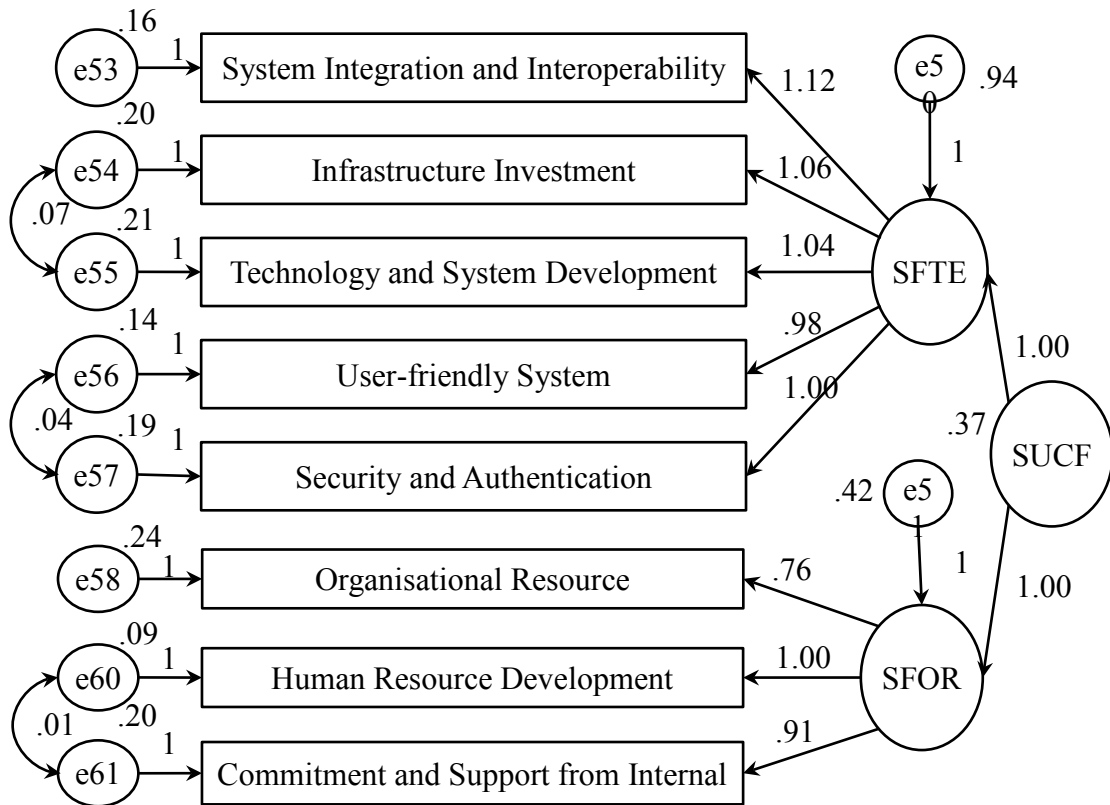 .16
e53
1
System Integration and Interoperability
1.12
e5
0
.94
1
.20
e54
1
Infrastructure Investment
1.06
.07
.21
e55
1
Technology and System Development
1.04
SFTE
.14
e56
1
User-friendly System
.98
1.00
.04
.19
e57
1
Security and Authentication
1.00
.37
SUCF
.42
e5
1
1
1.00
.24
e58
1
Organisational Resource
.76
.09
e60
1
Human Resource Development
1.00
SFOR
.01
.20
e61
1
Commitment and Support from Internal
.91